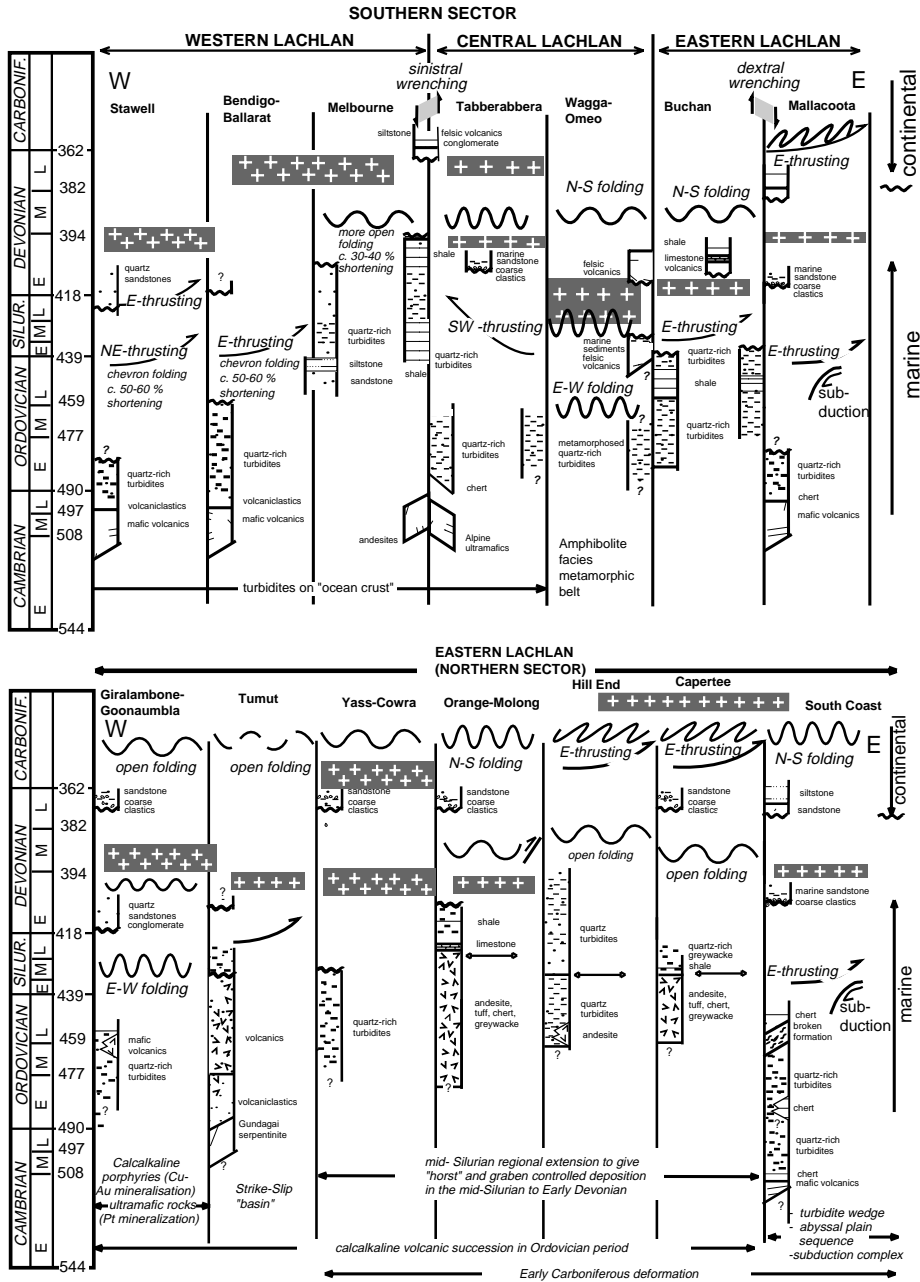 SOUTHERN SECTOR
WESTERN LACHLAN
CENTRAL LACHLAN
EASTERN LACHLAN
W
E
Stawell
Bendigo-
Ballarat
Melbourne
sinistral
wrenching
Tabberabbera
Wagga-
Omeo
Buchan
dextral
wrenching
Mallacoota
CARBONIF.
DEVONIAN
SILUR.
ORDOVICIAN
CAMBRIAN
L
M
E
L
M
E
L
M
E
L
M
E
362
382
394
418
439
459
477
490
497
508
544
continental
marine
quartz
sandstones
E-thrusting
NE-thrusting
chevron folding
c. 50-60 %
shortening
?
quartz-rich
turbidites
volcaniclastics
mafic volcanics
?
E-thrusting
chevron folding
c. 50-60 %
shortening
quartz-rich
turbidites
volcaniclastics
mafic volcanics
more open
folding
c. 30-40 %
shortening
quartz-rich
turbidites
siltstone
sandstone
siltstone
felsic volcanics
conglomerate
shale
marine
sandstone
coarse
clastics
SW -thrusting
quartz-rich
turbidites
shale
quartz-rich
turbidites
chert
?
andesites
Alpine
ultramafics
turbidites on "ocean crust"
N-S folding
felsic
volcanics
marine
sediments
felsic
volcanics
E-W folding
?
metamorphosed
quartz-rich
turbidites
?
Amphibolite
facies
metamorphic
belt
N-S folding
shale
limestone
volcanics
E-thrusting
quartz-rich
turbidites
shale
quartz-rich
turbidites
E-thrusting
marine
sandstone
coarse
clastics
E-thrusting
sub-
duction
?
quartz-rich
turbidites
chert
mafic volcanics
EASTERN LACHLAN
(NORTHERN SECTOR)
Giralambone-
Goonaumbla
Tumut
Yass-Cowra
Orange-Molong
Hill End
Capertee
South Coast
W
E
CARBONIF.
DEVONIAN
SILUR.
ORDOVICIAN
CAMBRIAN
L
M
E
L
M
E
L
M
E
L
M
E
362
382
394
418
439
459
477
490
497
508
544
continental
marine
open folding
sandstone
coarse
clastics
quartz
sandstones
conglomerate
E-W folding
mafic
volcanics
quartz-rich
turbidites
?
Calcalkaline
porphyries (Cu-
Au mineralisation)
ultramafic rocks
(Pt mineralization)
open folding
?
volcanics
volcaniclastics
Gundagai
serpentinite
?
Strike-Slip
"basin"
open folding
sandstone
coarse
clastics
quartz-rich
turbidites
?
N-S folding
sandstone
coarse
clastics
shale
limestone
andesite,
tuff, chert,
greywacke
?
E-thrusting
open folding
quartz
turbidites
quartz
turbidites
andesite
?
E-thrusting
sandstone
coarse
clastics
open folding
quartz-rich
greywacke
shale
andesite,
tuff, chert,
greywacke
?
N-S folding
siltstone
sandstone
marine sandstone
coarse clastics
E-thrusting
sub-
duction
chert
broken
formation
quartz-rich
turbidites
chert
?
quartz-rich
turbidites
chert
mafic volcanics
?
mid- Silurian regional extension to give
"horst" and graben controlled deposition
in the mid-Silurian to Early Devonian
- turbidite wedge
- abyssal plain
sequence
-subduction complex
calcalkaline volcanic succession in Ordovician period
Early Carboniferous deformation